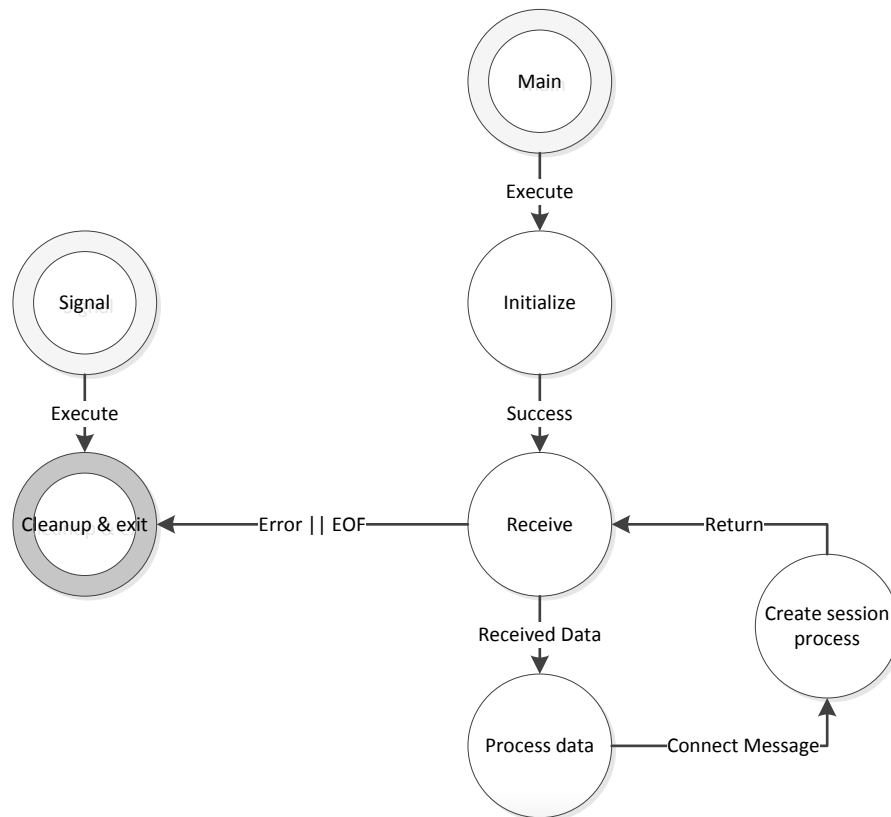 Main
Execute
Signal
Initialize
Execute
Success
Cleanup & exit
Error || EOF
Receive
Return
Create session
process
Received Data
Process data
Connect Message